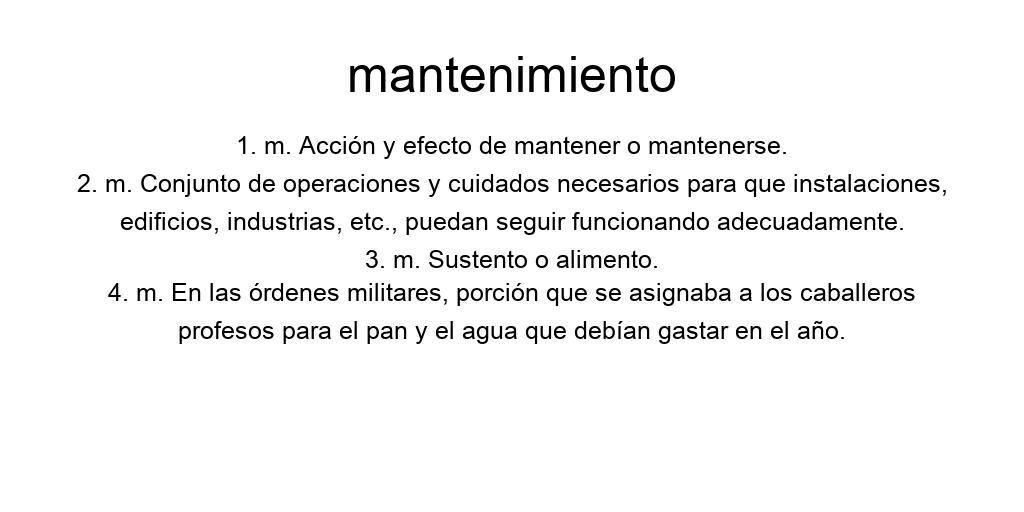 mantenimiento
1. m. Acción y efecto de mantener o mantenerse.
2. m. Conjunto de operaciones y cuidados necesarios para que instalaciones,
edificios, industrias, etc., puedan seguir funcionando adecuadamente.
3. m. Sustento o alimento.
4. m. En las órdenes militares, porción que se asignaba a los caballeros
profesos para el pan y el agua que debían gastar en el año.